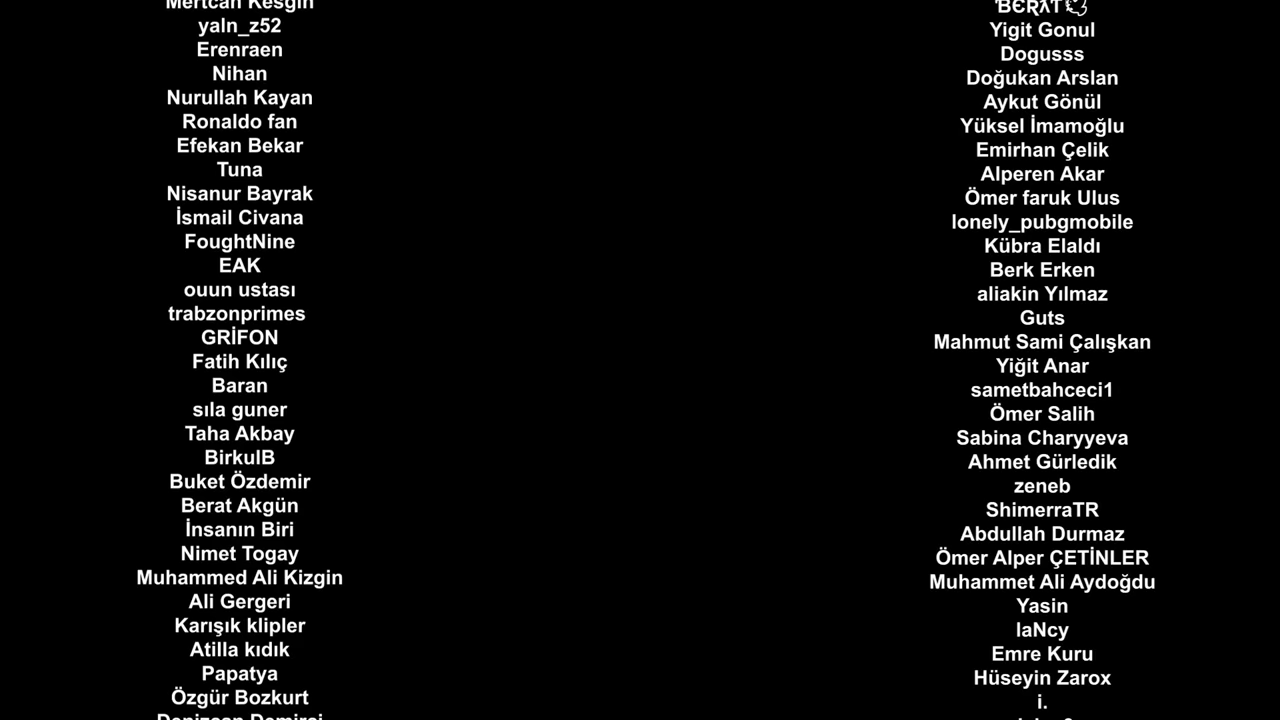 Mertcan Kesgin
yaln_z52
Erenraen
Nihan
Nurullah Kayan
Ronaldo fan
Efekan Bekar
Tuna
Nisanur Bayrak
İsmail Civana
FoughtNine
EAK
ouun ustası
trabzonprimes
GRİFON
Fatih Kılıç
Baran
sıla guner
Taha Akbay
BirkulB
Buket Özdemir
Berat Akgün
İnsanın Biri
Nimet Togay
Muhammed Ali Kizgin
Ali Gergeri
Karışık klipler
Atilla kıdık
Papatya
Özgür Bozkurt
Yigit Gonul
Dogusss
Doğukan Arslan
Aykut Gönül
Yüksel İmamoğlu
Emirhan Çelik
Alperen Akar
Ömer faruk Ulus
lonely_pubgmobile
Kübra Elaldı
Berk Erken
aliakin Yılmaz
Guts
Mahmut Sami Çalışkan
Yiğit Anar
sametbahceci1
Ömer Salih
Sabina Charyyeva
Ahmet Gürledik
zeneb
ShimerraTR
Abdullah Durmaz
Ömer Alper ÇETİNLER
Muhammet Ali Aydoğdu
Yasin
laNcy
Emre Kuru
Hüseyin Zarox
i.